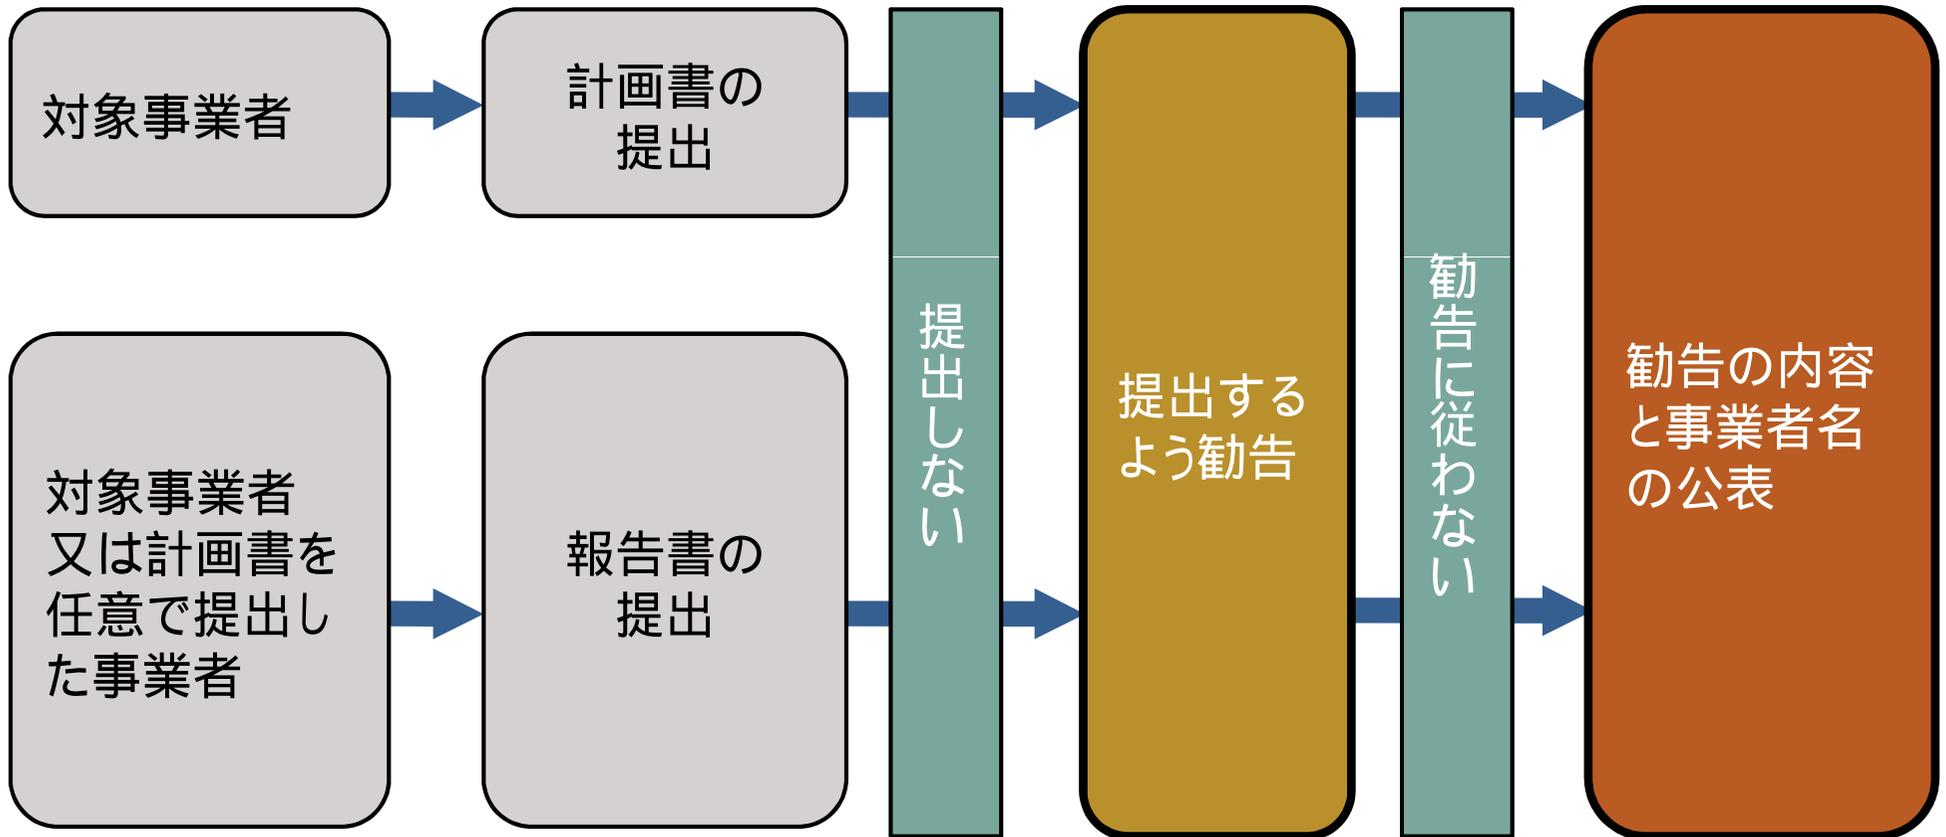 対象事業者
計画書の
提出
対象事業者
又は計画書を
任意で提出し
た事業者
報告書の
提出
提出しない
提出する
よう勧告
勧告に従わない
勧告の内容
と事業者名
の公表